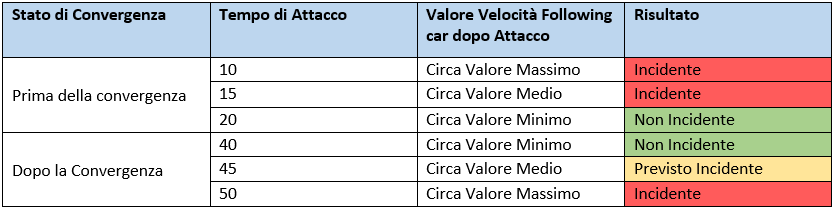 Stato di Convergenza Tempo di Attacco Valore Velocità Following car dopo Attacco Risultato
Prima della convergenza 10 Circa Valore Massimo Incidente
15 Circa Valore Medio Incidente
20 Circa Valore Minimo Non Incidente
Dopo la Convergenza 40 Circa Valore Minimo Non Incidente
45 Circa Valore Medio Previsto Incidente
50 Circa Valore Massimo Incidente